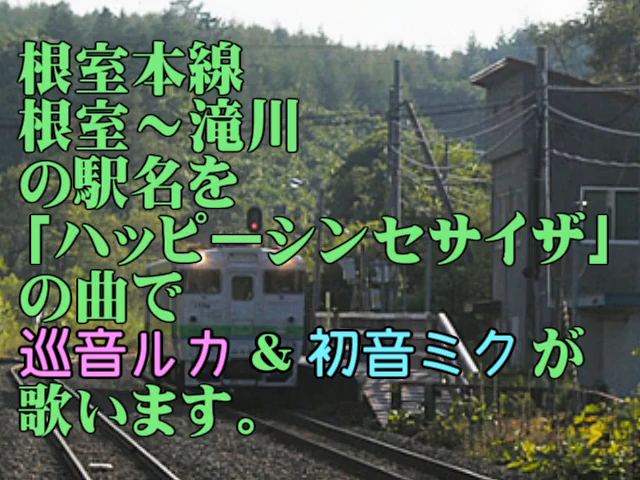 根室本線
根室～滝川
の駅名を
「ハッピーシンセサイザ」
の曲で
巡音ルカ & 初音ミク が
歌います。